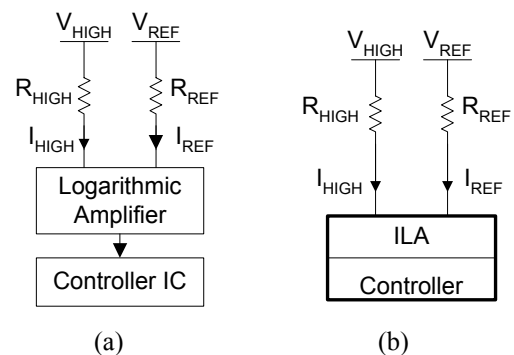 V_HIGH V_REF
R_HIGH R_REF
I_HIGH I_REF
Logarithmic
Amplifier
Controller IC
(a)
V_HIGH V_REF
R_HIGH R_REF
I_HIGH I_REF
ILA
Controller
(b)